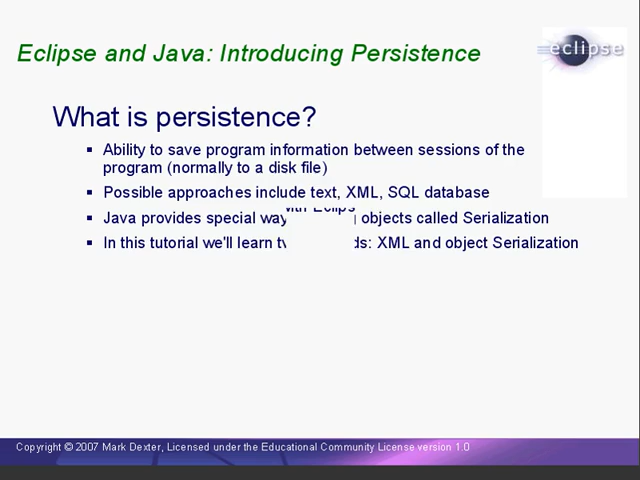 Eclipse and Java: Introducing Persistence
eclipse
What is persistence?
Ability to save program information between sessions of the
program (normally to a disk file)
Possible approaches include text, XML, SQL database
Java provides special way objects called Serialization
In this tutorial we'll learn XML and object Serialization
Copyright © 2007 Mark Dexter, Licensed under the Educational Community License version 1.0